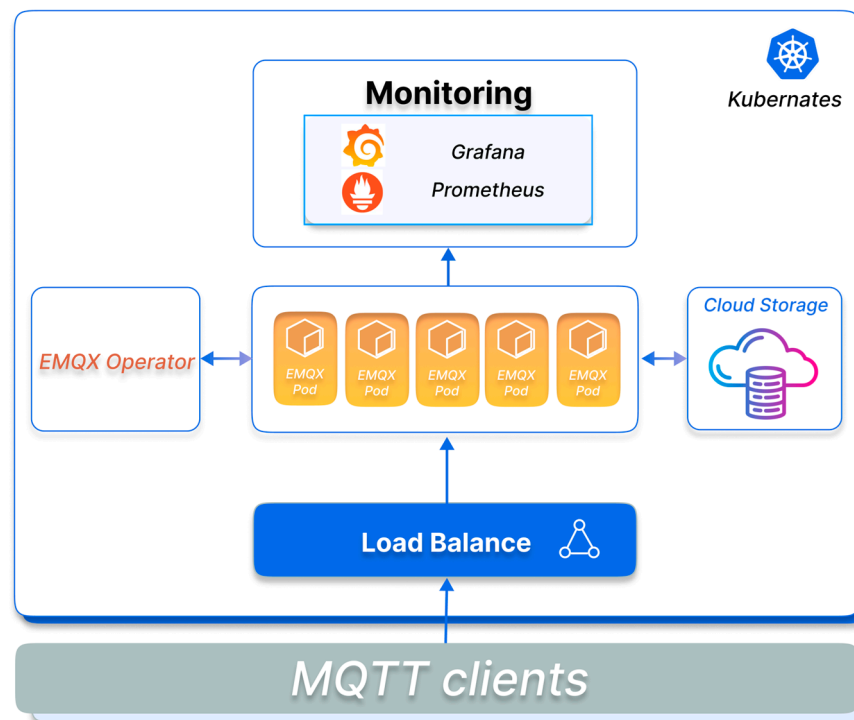 Monitoring
Kubernates
Grafana
Prometheus
EMQX Operator
EMQX
Pod
EMQX
Pod
EMQX
Pod
EMQX
Pod
EMQX
Pod
Cloud Storage
Load Balance
MQTT clients